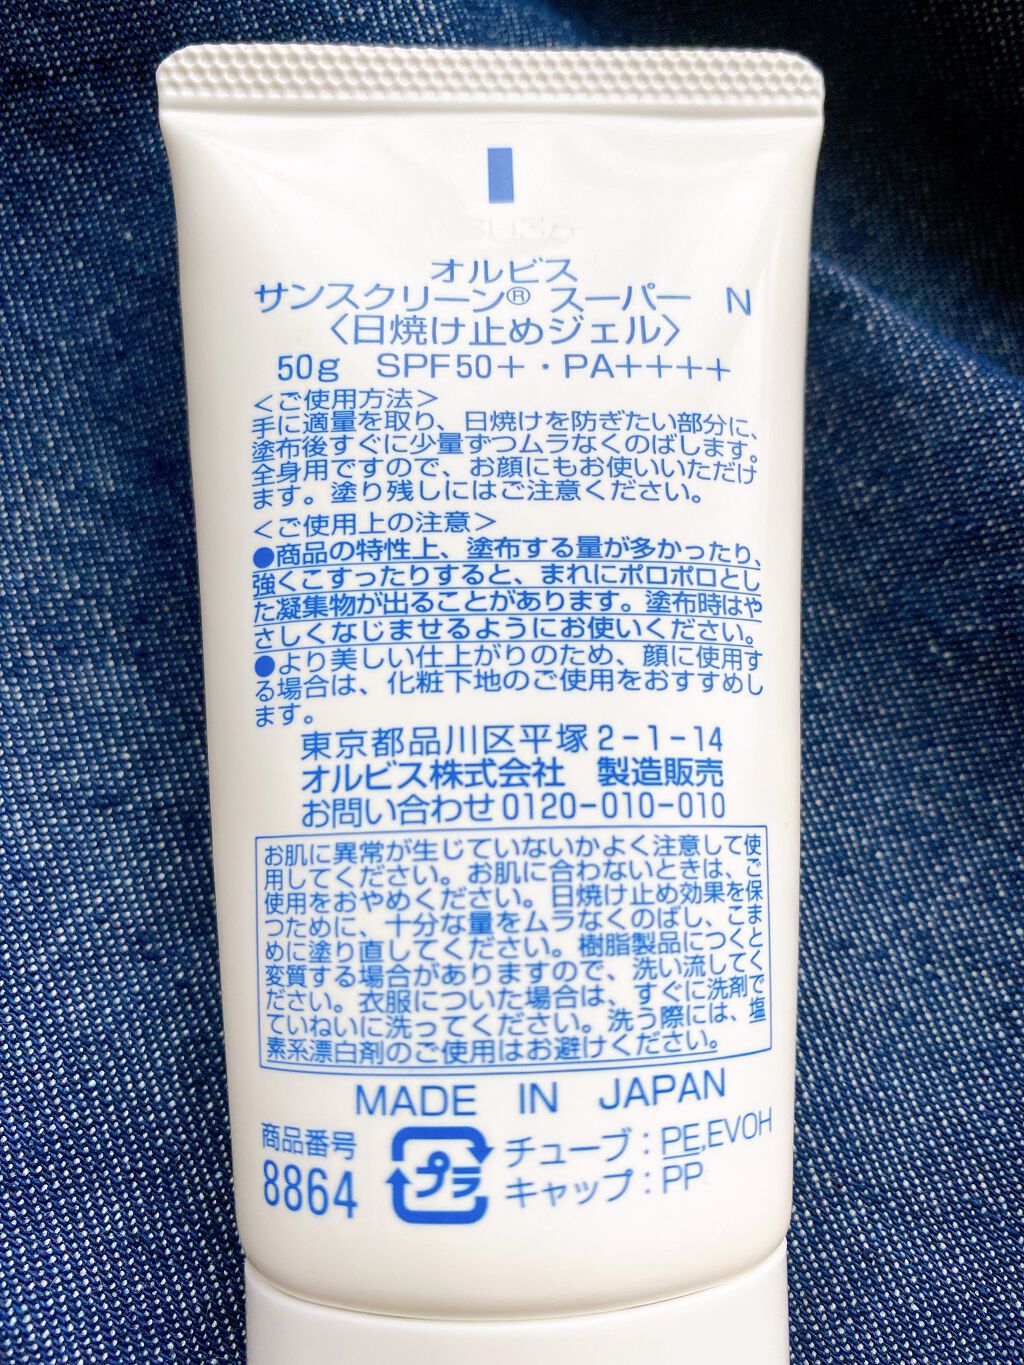 オルビス
サンスクリーン® スーパー N
〈日焼け止めジェル〉
50g SPF50+・PA++++
＜ご使用方法＞
手に適量を取り、日焼けを防ぎたい部分に、
塗布後すぐに少量ずつムラなくのばします。
全身用ですので、お顔にもお使いいただけ
ます。塗り残しにはご注意ください。
＜ご使用上の注意＞
●商品の特性上、塗布する量が多かったり、
強くこすったりすると、まれにポロポロとし
た凝集物が出ることがあります。塗布時はや
さしくなじませるようにお使いください。
●より美しい仕上がりのため、顔に使用す
る場合は、化粧下地のご使用をおすすめし
ます。
東京都品川区平塚2-1-14
オルビス株式会社 製造販売
お問い合わせ0120-010-010
お肌に異常が生じていないかよく注意して使
用してください。お肌に合わないときは、ご
使用をおやめください。日焼け止め効果を保
つために、十分な量をムラなくのばし、こま
めに塗り直してください。樹脂製品につくと
変質する場合がありますので、洗い流してく
ださい。衣服についた場合は、すぐに洗剤で
ていねいに洗ってください。洗う際には、塩
素系漂白剤のご使用はお避けください。
MADE IN JAPAN
商品番号
8864
プラ
チューブ：PE,EVOH
キャップ：PP